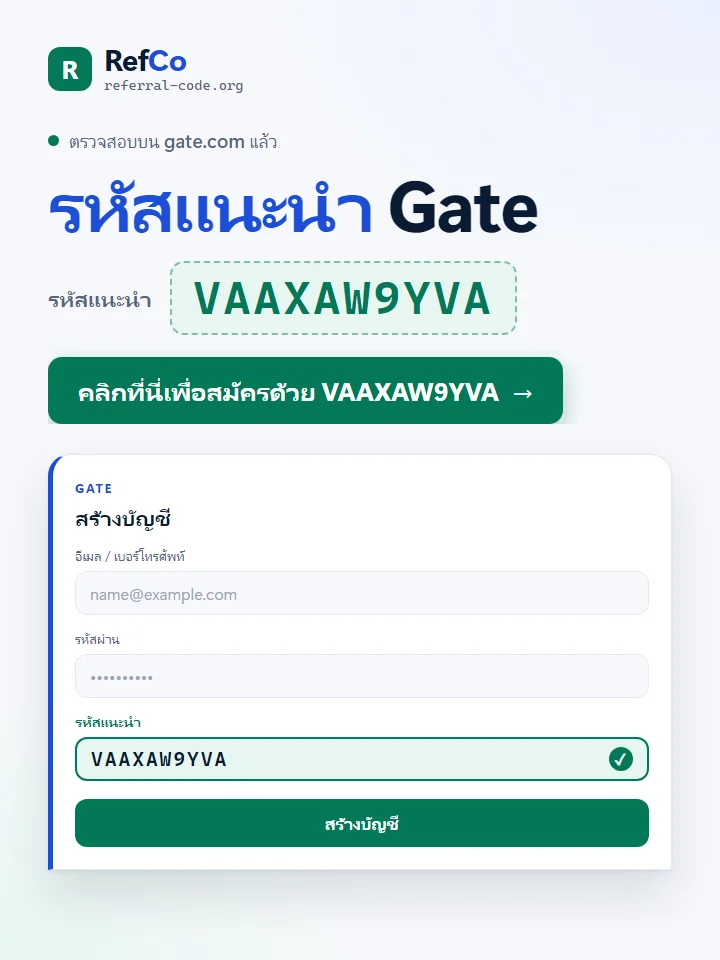 R
RefCo
referral-code.org
ตรวจสอบบน gate.com แล้ว
รหัสแนะนำ Gate
รหัสแนะนำ
VAAXAW9YVA
คลิกที่นี่เพื่อสมัครด้วย VAAXAW9YVA →
GATE
สร้างบัญชี
อีเมล / เบอร์โทรศัพท์
name@example.com
รหัสผ่าน
••••••••••
รหัสแนะนำ
VAAXAW9YVA ✓
สร้างบัญชี